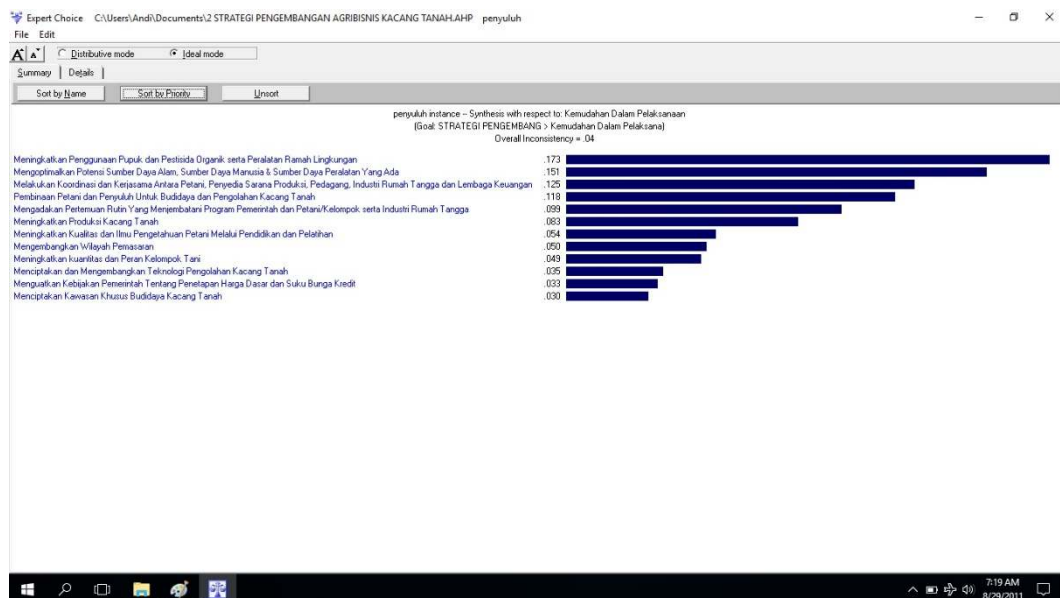 Expert Choice C:\Users\Andi\Documents\2 STRATEGI PENGEMBANGAN AGRIBISNIS KACANG TANAH.AHP penyuluh
File Edit
Distributive mode Ideal mode
Summary Details
Sort by Name Sort by Priority Unsort
penyuluh instance -- Synthesis with respect to: Kemudahan Dalam Pelaksanaan
(Goal: STRATEGI PENGEMBANG > Kemudahan Dalam Pelaksana)
Overall Inconsistency = .04
Meningkatkan Penggunaan Pupuk dan Pestisida Organik serta Peralatan Ramah Lingkungan .173
Mengoptimalkan Potensi Sumber Daya Alam, Sumber Daya Manusia & Sumber Daya Peralatan Yang Ada .151
Melakukan Koordinasi dan Kerjasama Antara Petani, Penyedia Sarana Produksi, Pedagang, Industri Rumah Tangga dan Lembaga Keuangan .125
Pembinaan Petani dan Penyuluh Untuk Budidaya dan Pengolahan Kacang Tanah .118
Mengadakan Pertemuan Rutin Yang Menjembatani Program Pemerintah dan Petani/Kelompok serta Industri Rumah Tangga .099
Meningkatkan Produksi Kacang Tanah .083
Meningkatkan Kualitas dan Ilmu Pengetahuan Petani Melalui Pendidikan dan Pelatihan .054
Mengembangkan Wilayah Pemasaran .050
Meningkatkan kuantitas dan Peran Kelompok Tani .049
Menciptakan dan Mengembangkan Teknologi Pengolahan Kacang Tanah .035
Menguatkan Kebijakan Pemerintah Tentang Penetapan Harga Dasar dan Suku Bunga Kredit .033
Menciptakan Kawasan Khusus Budidaya Kacang Tanah .030
7:19 AM
8/29/2011